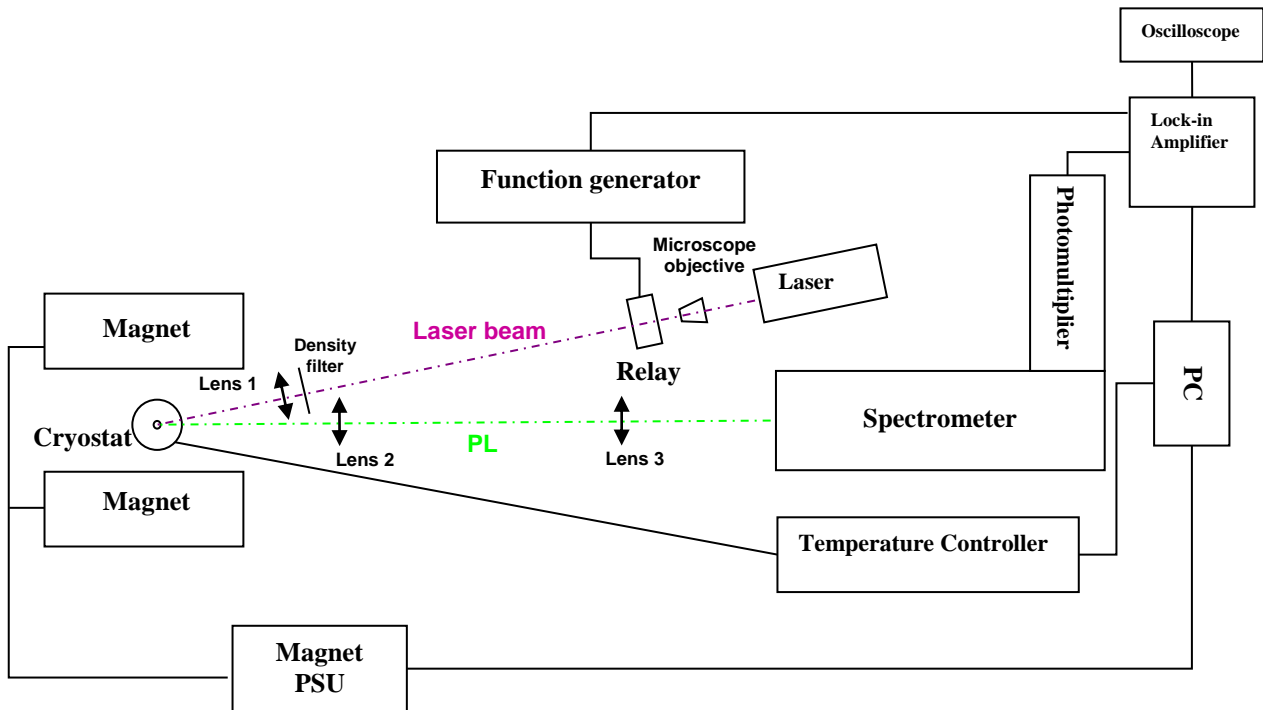 Oscilloscope
Lock-in
Amplifier
Function generator
Photomultiplier
Microscope
objective
Laser
Magnet
Laser beam
Density
filter
Relay
Lens 1
PC
Spectrometer
Cryostat
PL
Lens 2
Lens 3
Magnet
Temperature Controller
Magnet
PSU